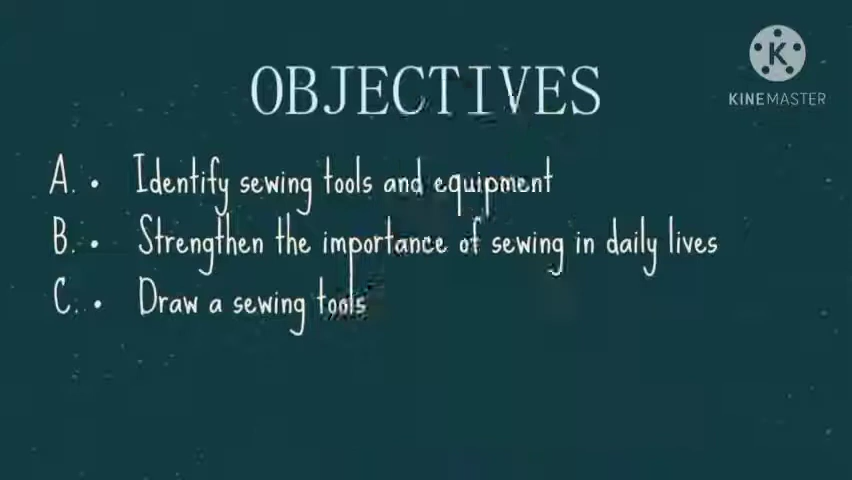 OBJECTIVES
KINEMASTER
A. • Identify sewing tools and equipment
B. • Strengthen the importance of sewing in daily lives
C. • Draw a sewing tools